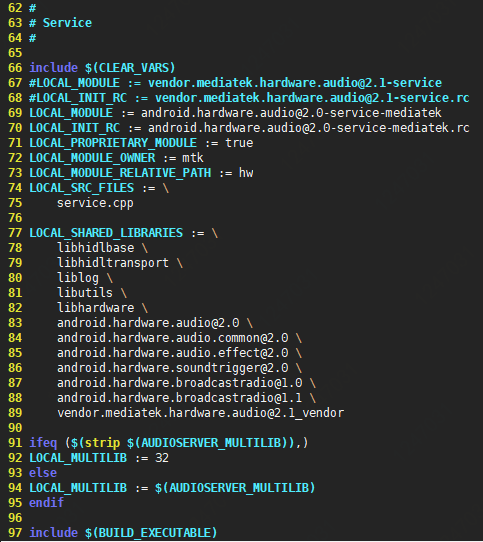 62 #
63 # Service
64 #
65
66 include $(CLEAR_VARS)
67 #LOCAL_MODULE := vendor.mediatek.hardware.audio@2.1-service
68 #LOCAL_INIT_RC := vendor.mediatek.hardware.audio@2.1-service.rc
69 LOCAL_MODULE := android.hardware.audio@2.0-service-mediatek
70 LOCAL_INIT_RC := android.hardware.audio@2.0-service-mediatek.rc
71 LOCAL_PROPRIETARY_MODULE := true
72 LOCAL_MODULE_OWNER := mtk
73 LOCAL_MODULE_RELATIVE_PATH := hw
74 LOCAL_SRC_FILES := \
75     service.cpp
76
77 LOCAL_SHARED_LIBRARIES := \
78     libhidlbase \
79     libhidltransport \
80     liblog \
81     libutils \
82     libhardware \
83     android.hardware.audio@2.0 \
84     android.hardware.audio.common@2.0 \
85     android.hardware.audio.effect@2.0 \
86     android.hardware.soundtrigger@2.0 \
87     android.hardware.broadcastradio@1.0 \
88     android.hardware.broadcastradio@1.1 \
89     vendor.mediatek.hardware.audio@2.1_vendor
90
91 ifeq ($(strip $(AUDIOSERVER_MULTILIB)),)
92 LOCAL_MULTILIB := 32
93 else
94 LOCAL_MULTILIB := $(AUDIOSERVER_MULTILIB)
95 endif
96
97 include $(BUILD_EXECUTABLE)